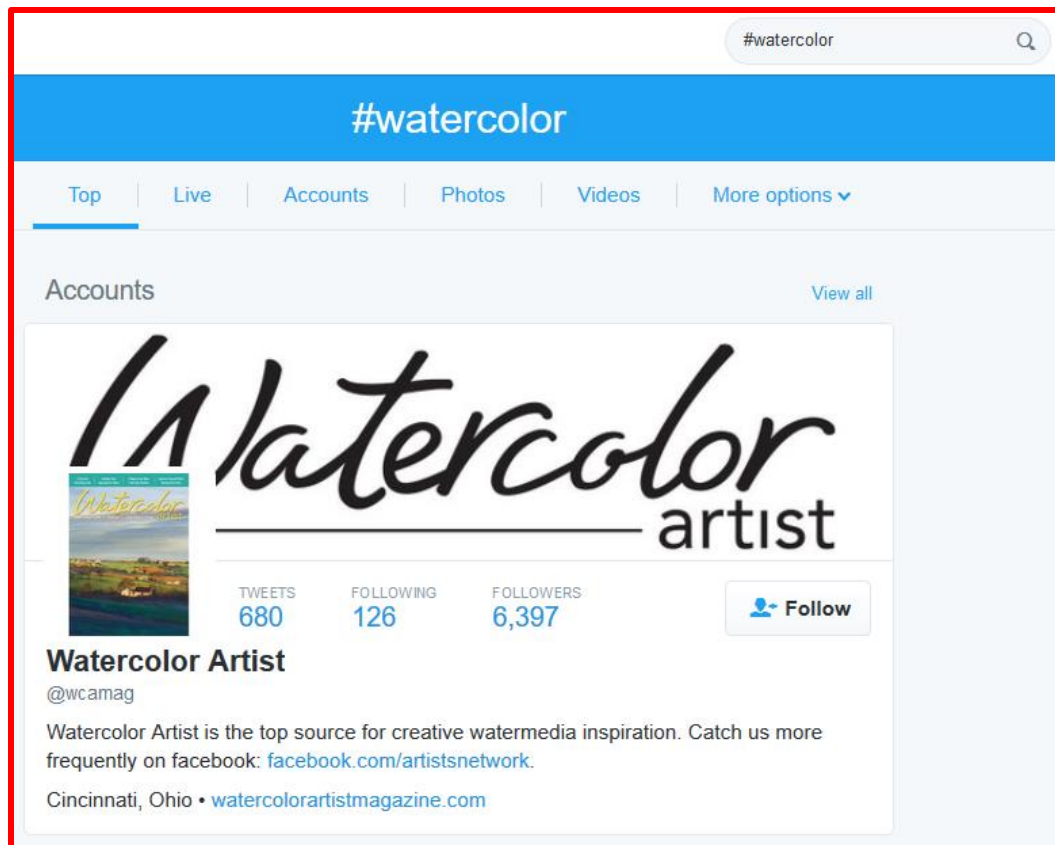 #watercolor
#watercolor
Top Live Accounts Photos Videos More options
Accounts View all
Watercolor
artist
Watercolor
TWEETS FOLLOWING FOLLOWERS
680 126 6,397
Follow
Watercolor Artist
@wcamag
Watercolor Artist is the top source for creative watermedia inspiration. Catch us more
frequently on facebook: facebook.com/artistsnetwork.
Cincinnati, Ohio • watercolorartistmagazine.com